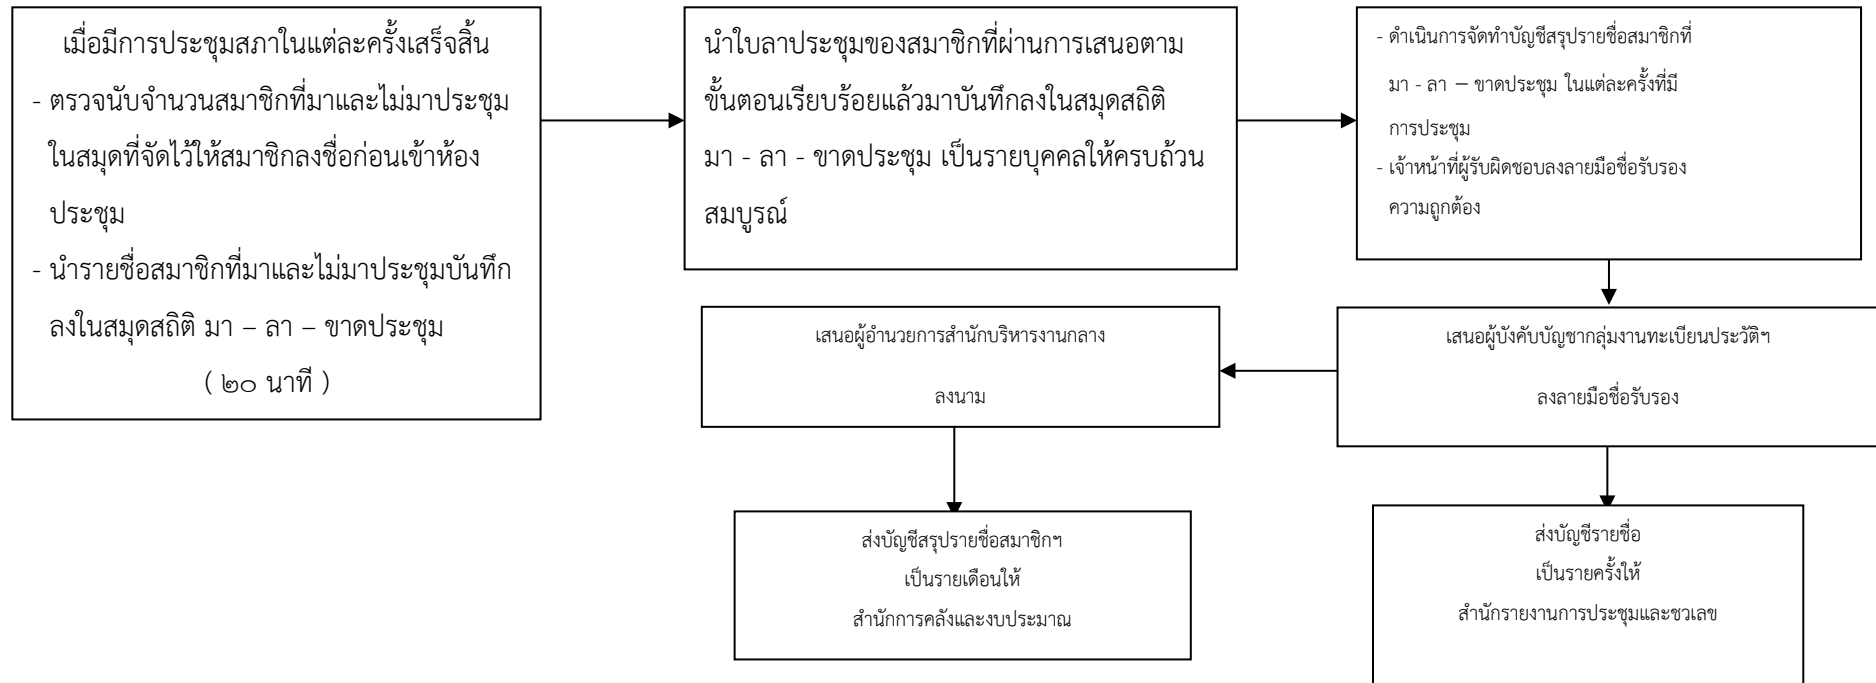 เมื่อมีการประชุมสภาในแต่ละครั้งเสร็จสิ้น
- ตรวจนับจำนวนสมาชิกที่มาและไม่มาประชุม
ในสมุดที่จัดไว้ให้สมาชิกลงชื่อก่อนเข้าห้อง
ประชุม
- นำรายชื่อสมาชิกที่มาและไม่มาประชุมบันทึก
ลงในสมุดสถิติ มา – ลา – ขาดประชุม
( ๒๐ นาที )
นำใบลาประชุมของสมาชิกที่ผ่านการเสนอตาม
ขั้นตอนเรียบร้อยแล้วมาบันทึกลงในสมุดสถิติ
มา - ลา - ขาดประชุม เป็นรายบุคคลให้ครบถ้วน
สมบูรณ์
- ดำเนินการจัดทำบัญชีสรุปรายชื่อสมาชิกที่
มา - ลา – ขาดประชุม ในแต่ละครั้งที่มี
การประชุม
- เจ้าหน้าที่ผู้รับผิดชอบลงลายมือชื่อรับรอง
ความถูกต้อง
เสนอผู้บังคับบัญชากลุ่มงานทะเบียนประวัติฯ
ลงลายมือชื่อรับรอง
เสนอผู้อำนวยการสำนักบริหารงานกลาง
ลงนาม
ส่งบัญชีสรุปรายชื่อสมาชิกฯ
เป็นรายเดือนให้
สำนักการคลังและงบประมาณ
ส่งบัญชีรายชื่อ
เป็นรายครั้งให้
สำนักรายงานการประชุมและชวเลข